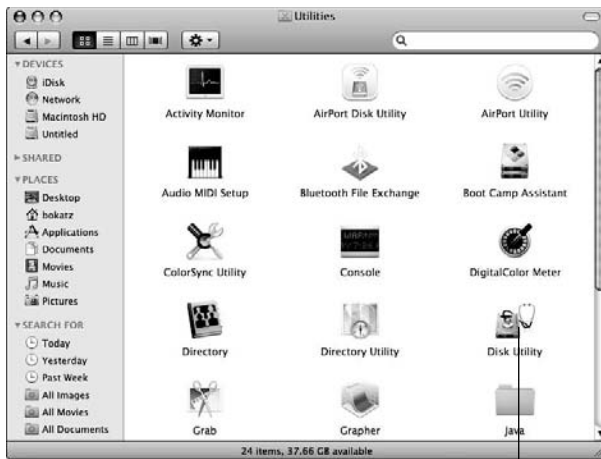 Utilities
DEVICES
iDisk
Network
Macintosh HD
Untitled
SHARED
PLACES
Desktop
bokatz
Applications
Documents
Movies
Music
Pictures
SEARCH FOR
Today
Yesterday
Past Week
All Images
All Movies
All Documents
Activity Monitor
AirPort Disk Utility
AirPort Utility
Audio MIDI Setup
Bluetooth File Exchange
Boot Camp Assistant
ColorSync Utility
Console
DigitalColor Meter
Directory
Directory Utility
Disk Utility
Grab
Grapher
Java
24 items, 37.66 GB available